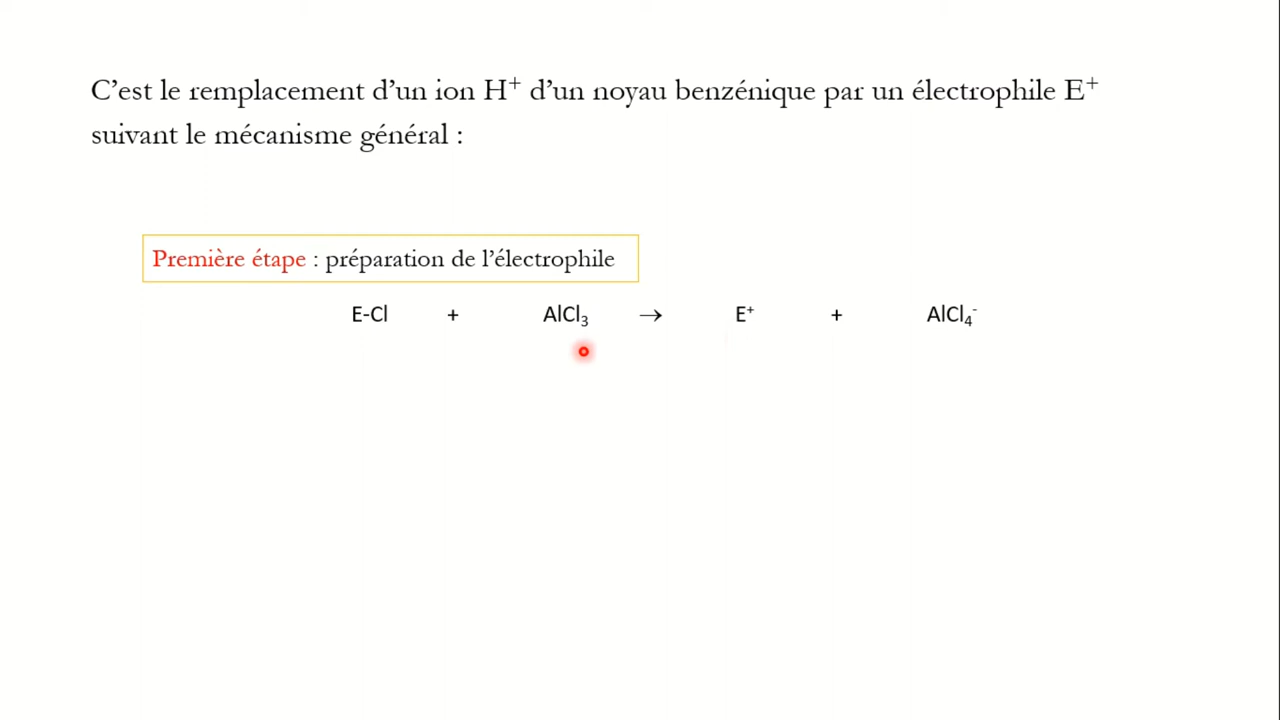 C’est le remplacement d’un ion H⁺ d’un noyau benzénique par un électrophile E⁺
suivant le mécanisme général :
Première étape : préparation de l’électrophile
E-Cl + AlCl₃ → E⁺ + AlCl₄⁻